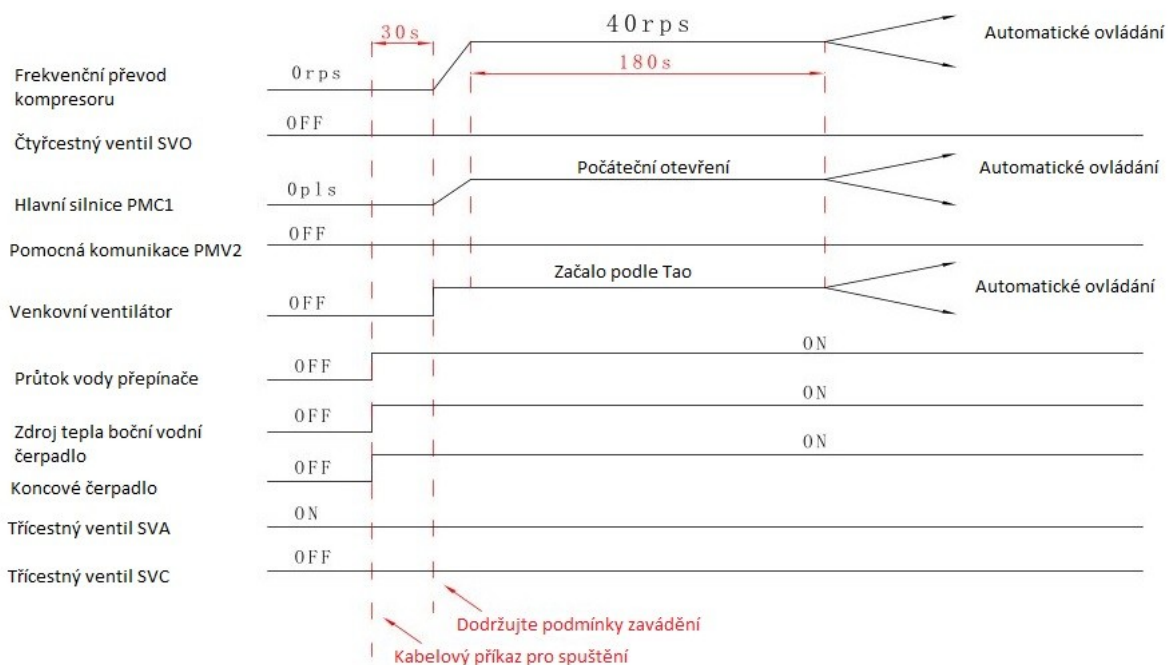 30s
40rps
Automatické ovládání
180s
Frekvenční převod
kompresoru
0rps
Čtyřcestný ventil SVO
OFF
Hlavní silnice PMC1
0pls
Počáteční otevření
Automatické ovládání
Pomocná komunikace PMV2
OFF
Venkovní ventilátor
OFF
Začalo podle Tao
Automatické ovládání
Průtok vody přepínače
OFF
ON
Zdroj tepla boční vodní
čerpadlo
OFF
ON
Koncové čerpadlo
OFF
ON
Třícestný ventil SVA
ON
Třícestný ventil SVC
OFF
Dodržujte podmínky zavádění
Kabelový příkaz pro spuštění